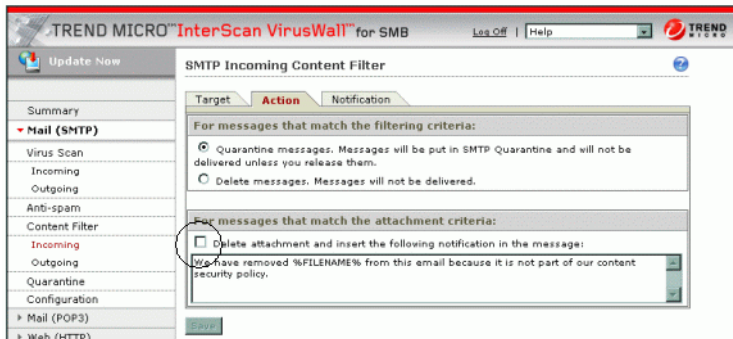 TREND MICRO™ InterScan VirusWall™ for SMB
Log Off | Help
TREND MICRO
Update Now
SMTP Incoming Content Filter
?
Target Action Notification
Summary
Mail (SMTP)
Virus Scan
Incoming
Outgoing
Anti-spam
Content Filter
Incoming
Outgoing
Quarantine
Configuration
Mail (POP3)
Web (HTTP)
For messages that match the filtering criteria:
Quarantine messages. Messages will be put in SMTP Quarantine and will not be
delivered unless you release them.
Delete messages. Messages will not be delivered.
For messages that match the attachment criteria:
Delete attachment and insert the following notification in the message:
We have removed %FILENAME% from this email because it is not part of our content
security policy.
Save